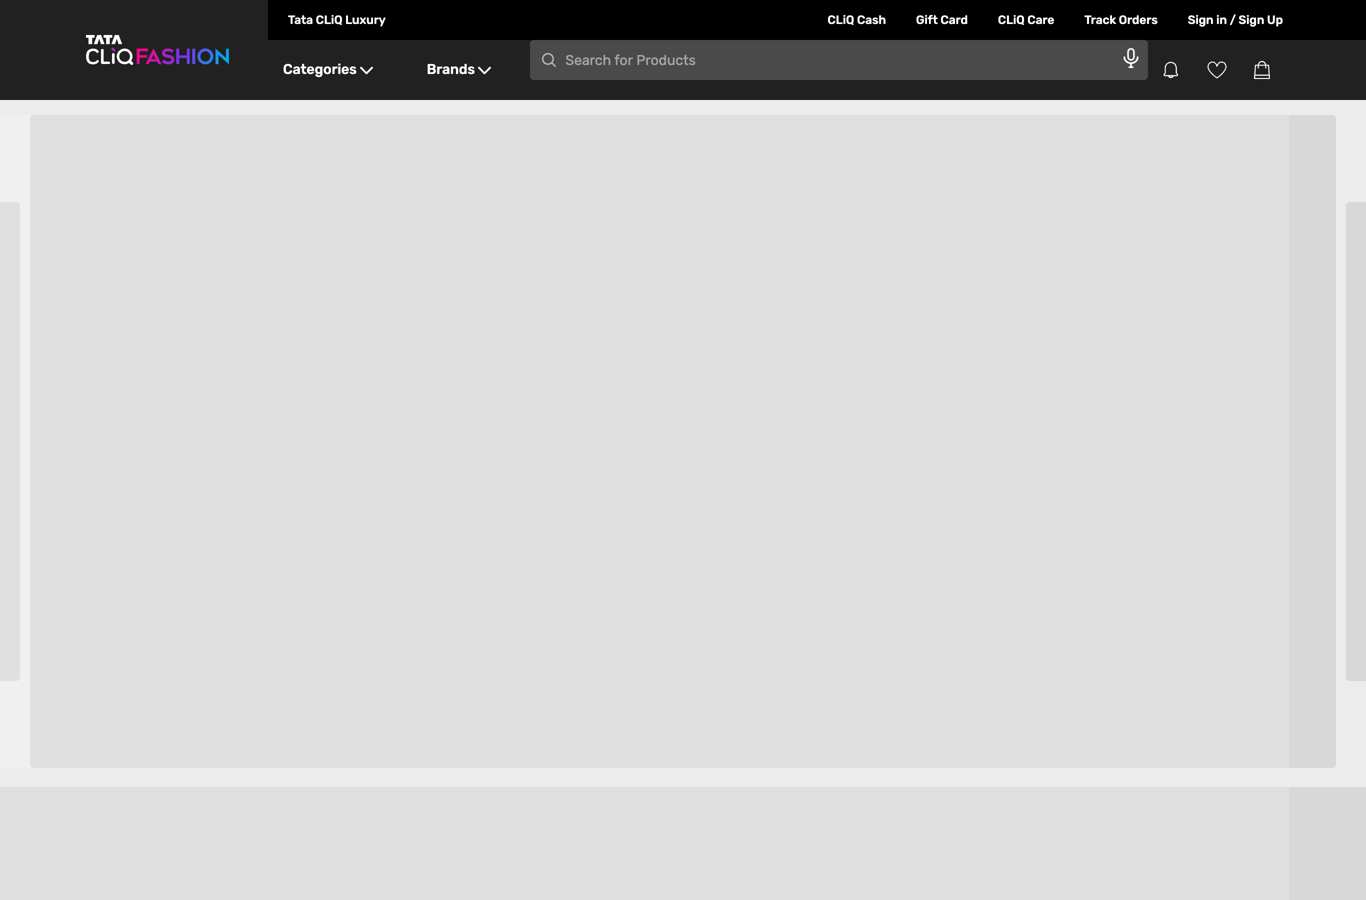 Tata CLiQ Luxury
CLiQ Cash
Gift Card
CLiQ Care
Track Orders
Sign in / Sign Up
TATA
CLiQ FASHION
Categories
Brands
Search for Products